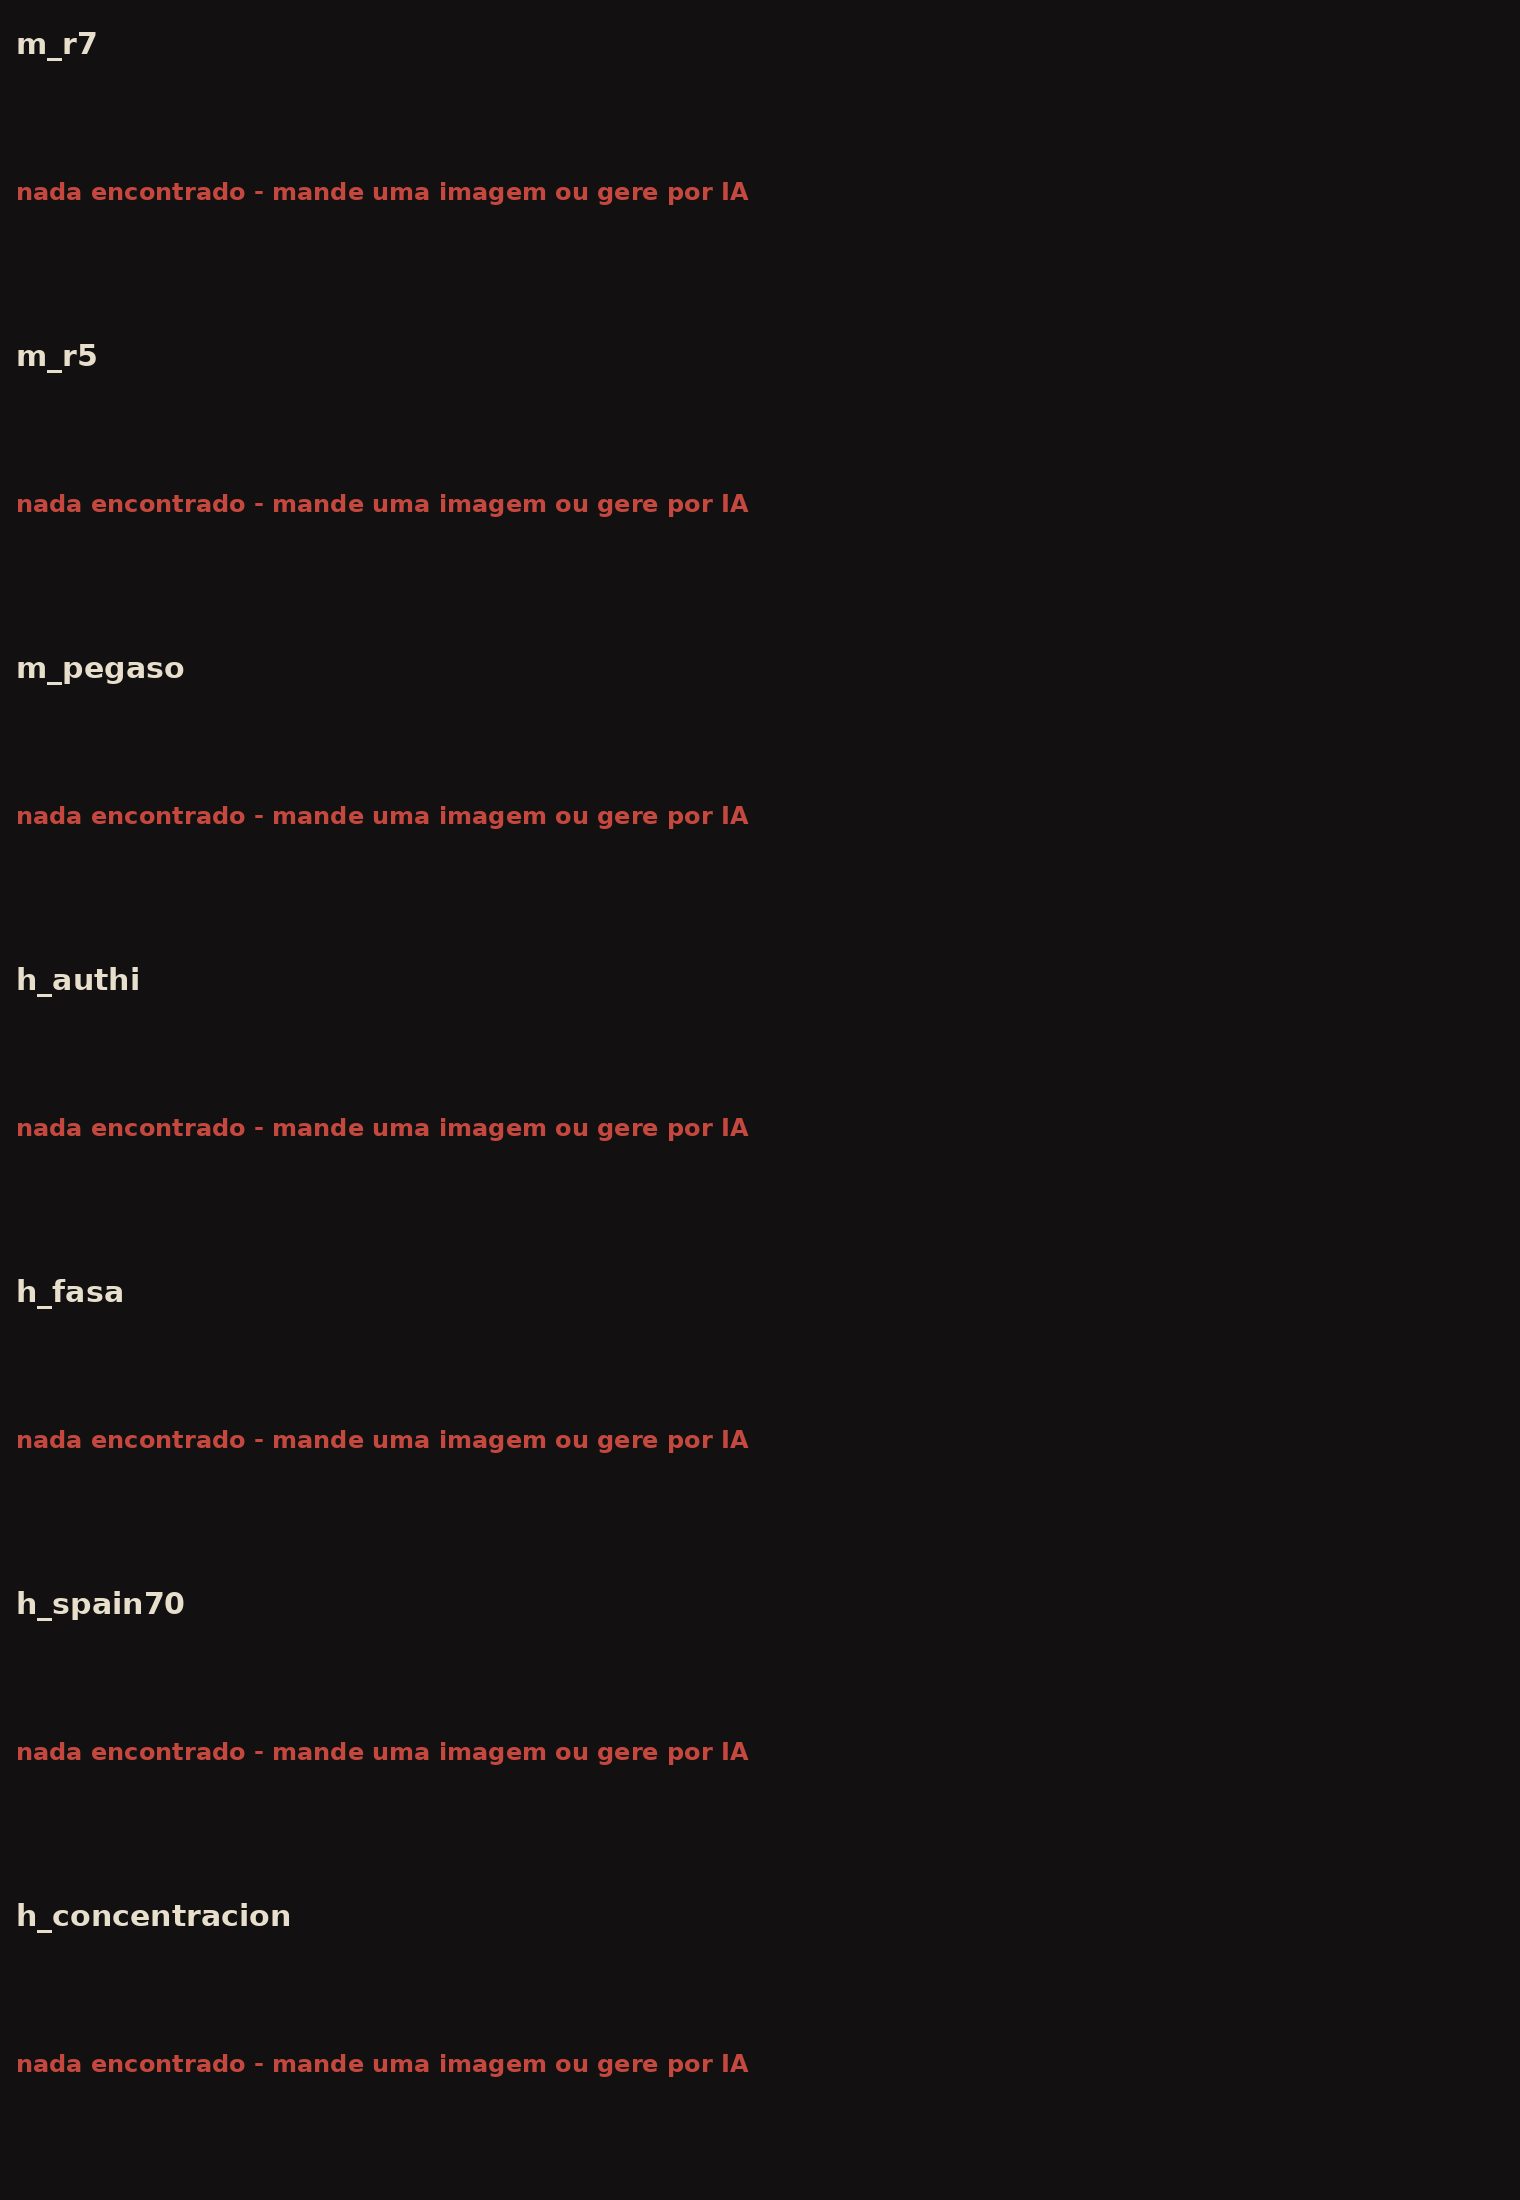 m_r7
nada encontrado - mande uma imagem ou gere por IA
m_r5
nada encontrado - mande uma imagem ou gere por IA
m_pegaso
nada encontrado - mande uma imagem ou gere por IA
h_authi
nada encontrado - mande uma imagem ou gere por IA
h_fasa
nada encontrado - mande uma imagem ou gere por IA
h_spain70
nada encontrado - mande uma imagem ou gere por IA
h_concentracion
nada encontrado - mande uma imagem ou gere por IA